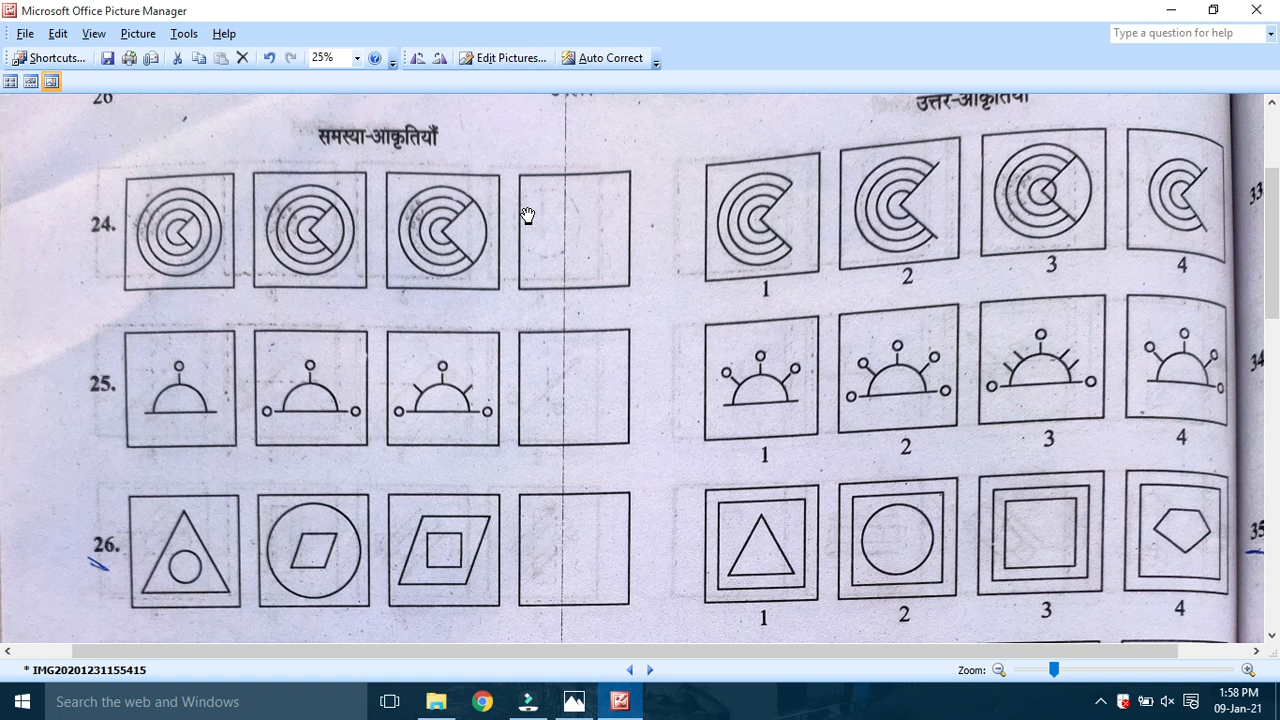 Microsoft Office Picture Manager
File Edit View Picture Tools Help
Type a question for help
Shortcuts... 25% Edit Pictures... Auto Correct
26
उत्तर-आकृतियाँ
समस्या-आकृतियाँ
24.
1 2 3 4
33
25.
1 2 3 4
34
26.
1 2 3 4
35
* IMG20201231155415
Zoom:
Search the web and Windows
1:58 PM
09-Jan-21